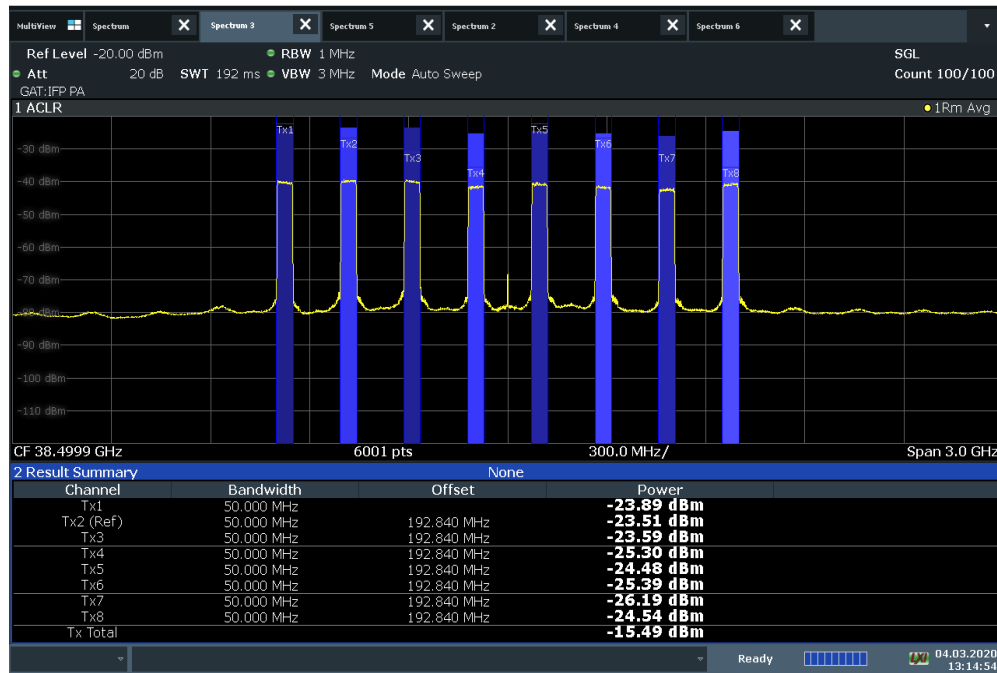 MultiView Spectrum X Spectrum 3 X Spectrum 5 X Spectrum 2 X Spectrum 4 X Spectrum 6 X
Ref Level -20.00 dBm RBW 1 MHz SGL
Att 20 dB SWT 192 ms VBW 3 MHz Mode Auto Sweep Count 100/100
GAT:IFP PA
1 ACLR 1Rm Avg
Tx1 Tx5
Tx2 Tx6
-30 dBm
Tx3 Tx7
Tx4 Tx8
-40 dBm
-50 dBm
-60 dBm
-70 dBm
-80 dBm
-90 dBm
-100 dBm
-110 dBm
CF 38.4999 GHz 6001 pts 300.0 MHz/ Span 3.0 GHz
2 Result Summary None
Channel Bandwidth Offset Power
Tx1 50.000 MHz -23.89 dBm
Tx2 (Ref) 50.000 MHz 192.840 MHz -23.51 dBm
Tx3 50.000 MHz 192.840 MHz -23.59 dBm
Tx4 50.000 MHz 192.840 MHz -25.30 dBm
Tx5 50.000 MHz 192.840 MHz -24.48 dBm
Tx6 50.000 MHz 192.840 MHz -25.39 dBm
Tx7 50.000 MHz 192.840 MHz -26.19 dBm
Tx8 50.000 MHz 192.840 MHz -24.54 dBm
Tx Total -15.49 dBm
Ready LXI 04.03.2020
13:14:54